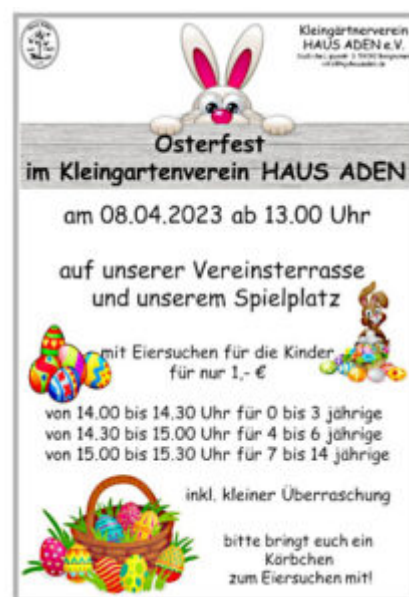 Kleingärtnerverein
HAUS ADEN e.V.
Osterfest
im Kleingartenverein HAUS ADEN
am 08.04.2023 ab 13.00 Uhr
auf unserer Vereinsterrasse
und unserem Spielplatz
mit Eiersuchen für die Kinder
für nur 1,- €
von 14.00 bis 14.30 Uhr für 0 bis 3 jährige
von 14.30 bis 15.00 Uhr für 4 bis 6 jährige
von 15.00 bis 15.30 Uhr für 7 bis 14 jährige
inkl. kleiner Überraschung
bitte bringt euch ein
Körbchen
zum Eiersuchen mit!